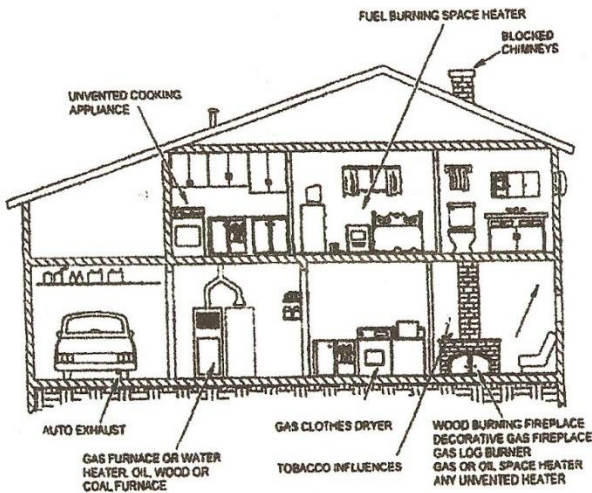 FUEL BURNING SPACE HEATER
BLOCKED
CHIMNEYS
UNVENTED COOKING
APPLIANCE
AUTO EXHAUST
GAS FURNACE OR WATER
HEATER, OIL, WOOD OR
COAL FURNACE
GAS CLOTHES DRYER
TOBACCO INFLUENCES
WOOD BURNING FIREPLACE
DECORATIVE GAS FIREPLACE
GAS LOG BURNER
GAS OR OIL SPACE HEATER
ANY UNVENTED HEATER